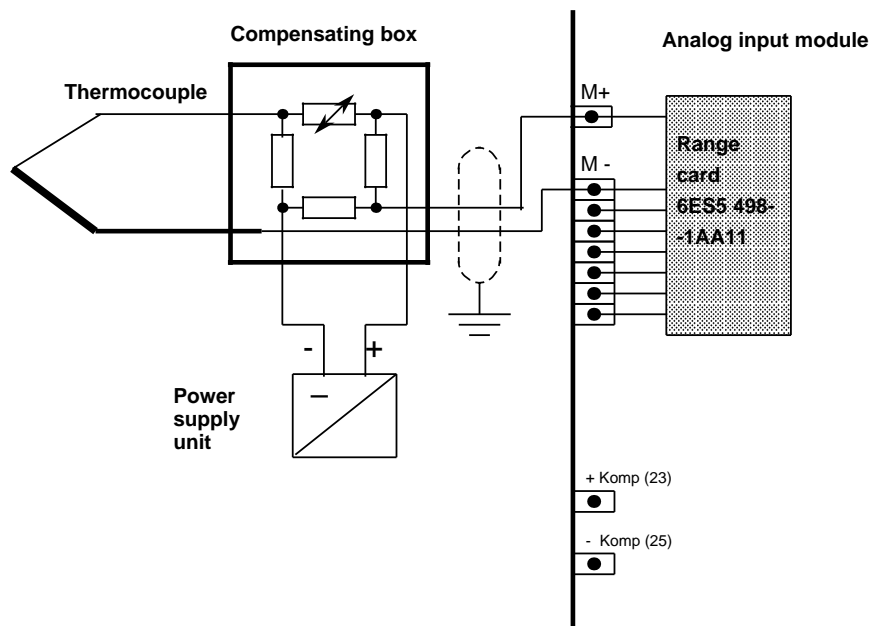 Compensating box
Analog input module
Thermocouple
M+
M -
Range
card
6ES5 498-
-1AA11
- +
Power
supply
unit
+ Komp (23)
- Komp (25)